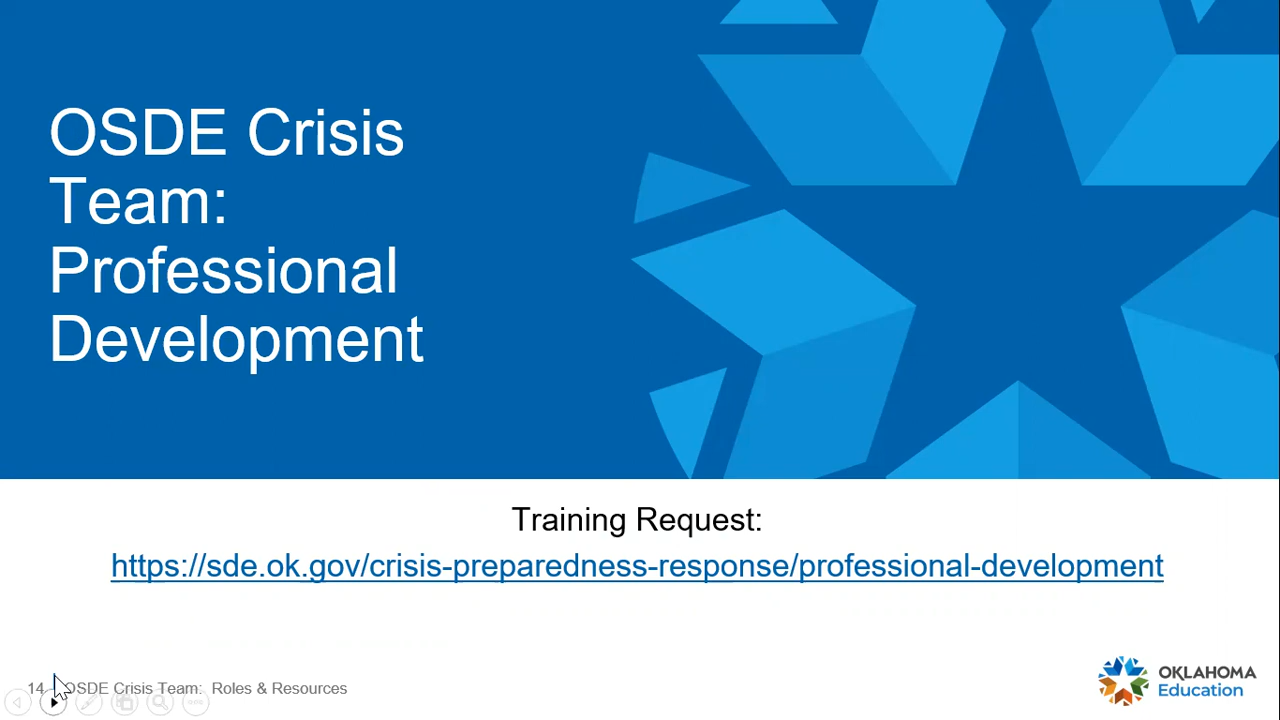 OSDE Crisis
Team:
Professional
Development
Training Request:
https://sde.ok.gov/crisis-preparedness-response/professional-development
14 OSDE Crisis Team: Roles & Resources
OKLAHOMA
Education